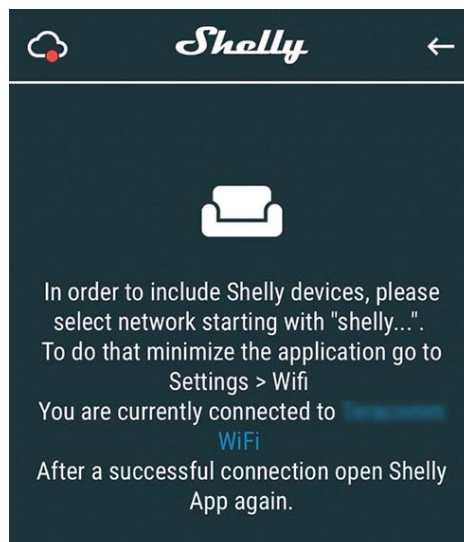 Shelly
In order to include Shelly devices, please
select network starting with "shelly...".
To do that minimize the application go to
Settings > Wifi
You are currently connected to
WiFi
After a successful connection open Shelly
App again.